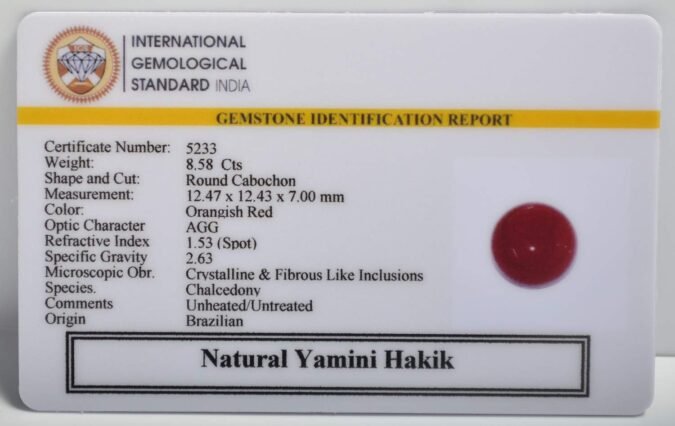 IGS
INTERNATIONAL
GEMOLOGICAL
STANDARD INDIA
GEMSTONE IDENTIFICATION REPORT
Certificate Number: 5233
Weight: 8.58 Cts
Shape and Cut: Round Cabochon
Measurement: 12.47 x 12.43 x 7.00 mm
Color: Orangish Red
Optic Character AGG
Refractive Index 1.53 (Spot)
Specific Gravity 2.63
Microscopic Obr. Crystalline & Fibrous Like Inclusions
Species. Chalcedony
Comments Unheated/Untreated
Origin Brazilian
Natural Yamini Hakik